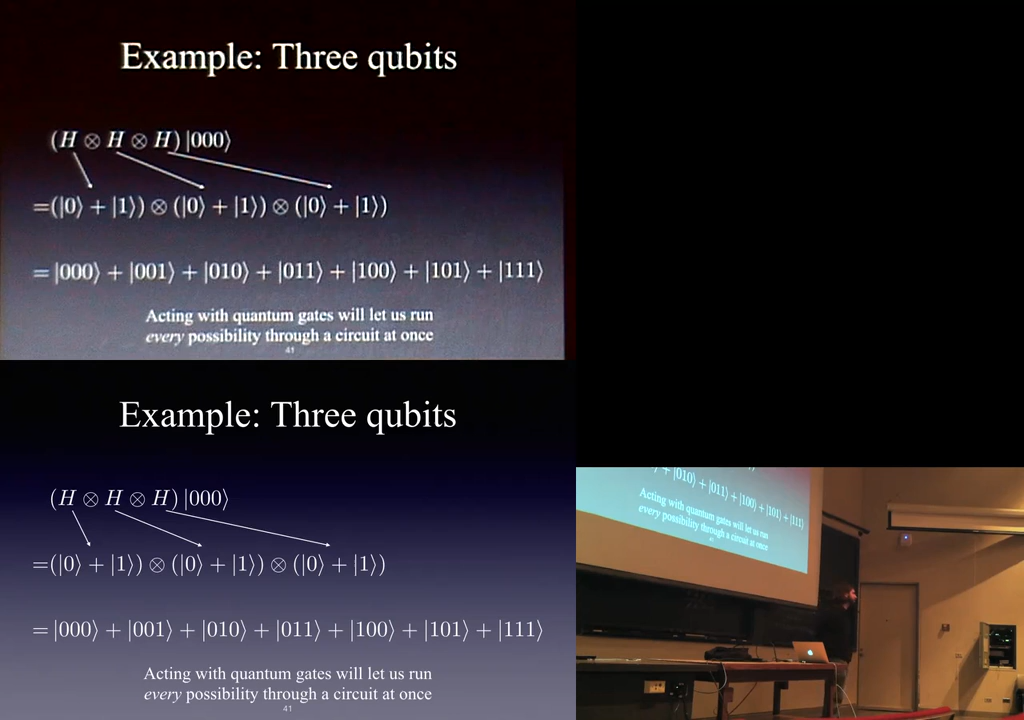 Example: Three qubits
(H ⊗ H ⊗ H) |000⟩
=(|0⟩ + |1⟩) ⊗ (|0⟩ + |1⟩) ⊗ (|0⟩ + |1⟩)
= |000⟩ + |001⟩ + |010⟩ + |011⟩ + |100⟩ + |101⟩ + |111⟩
Acting with quantum gates will let us run
every possibility through a circuit at once
41
Example: Three qubits
(H ⊗ H ⊗ H) |000⟩
=(|0⟩ + |1⟩) ⊗ (|0⟩ + |1⟩) ⊗ (|0⟩ + |1⟩)
= |000⟩ + |001⟩ + |010⟩ + |011⟩ + |100⟩ + |101⟩ + |111⟩
Acting with quantum gates will let us run
every possibility through a circuit at once
41
⟩ + |010⟩ + |011⟩ + |100⟩ + |101⟩ + |111⟩
Acting with quantum gates will let us run
every possibility through a circuit at once